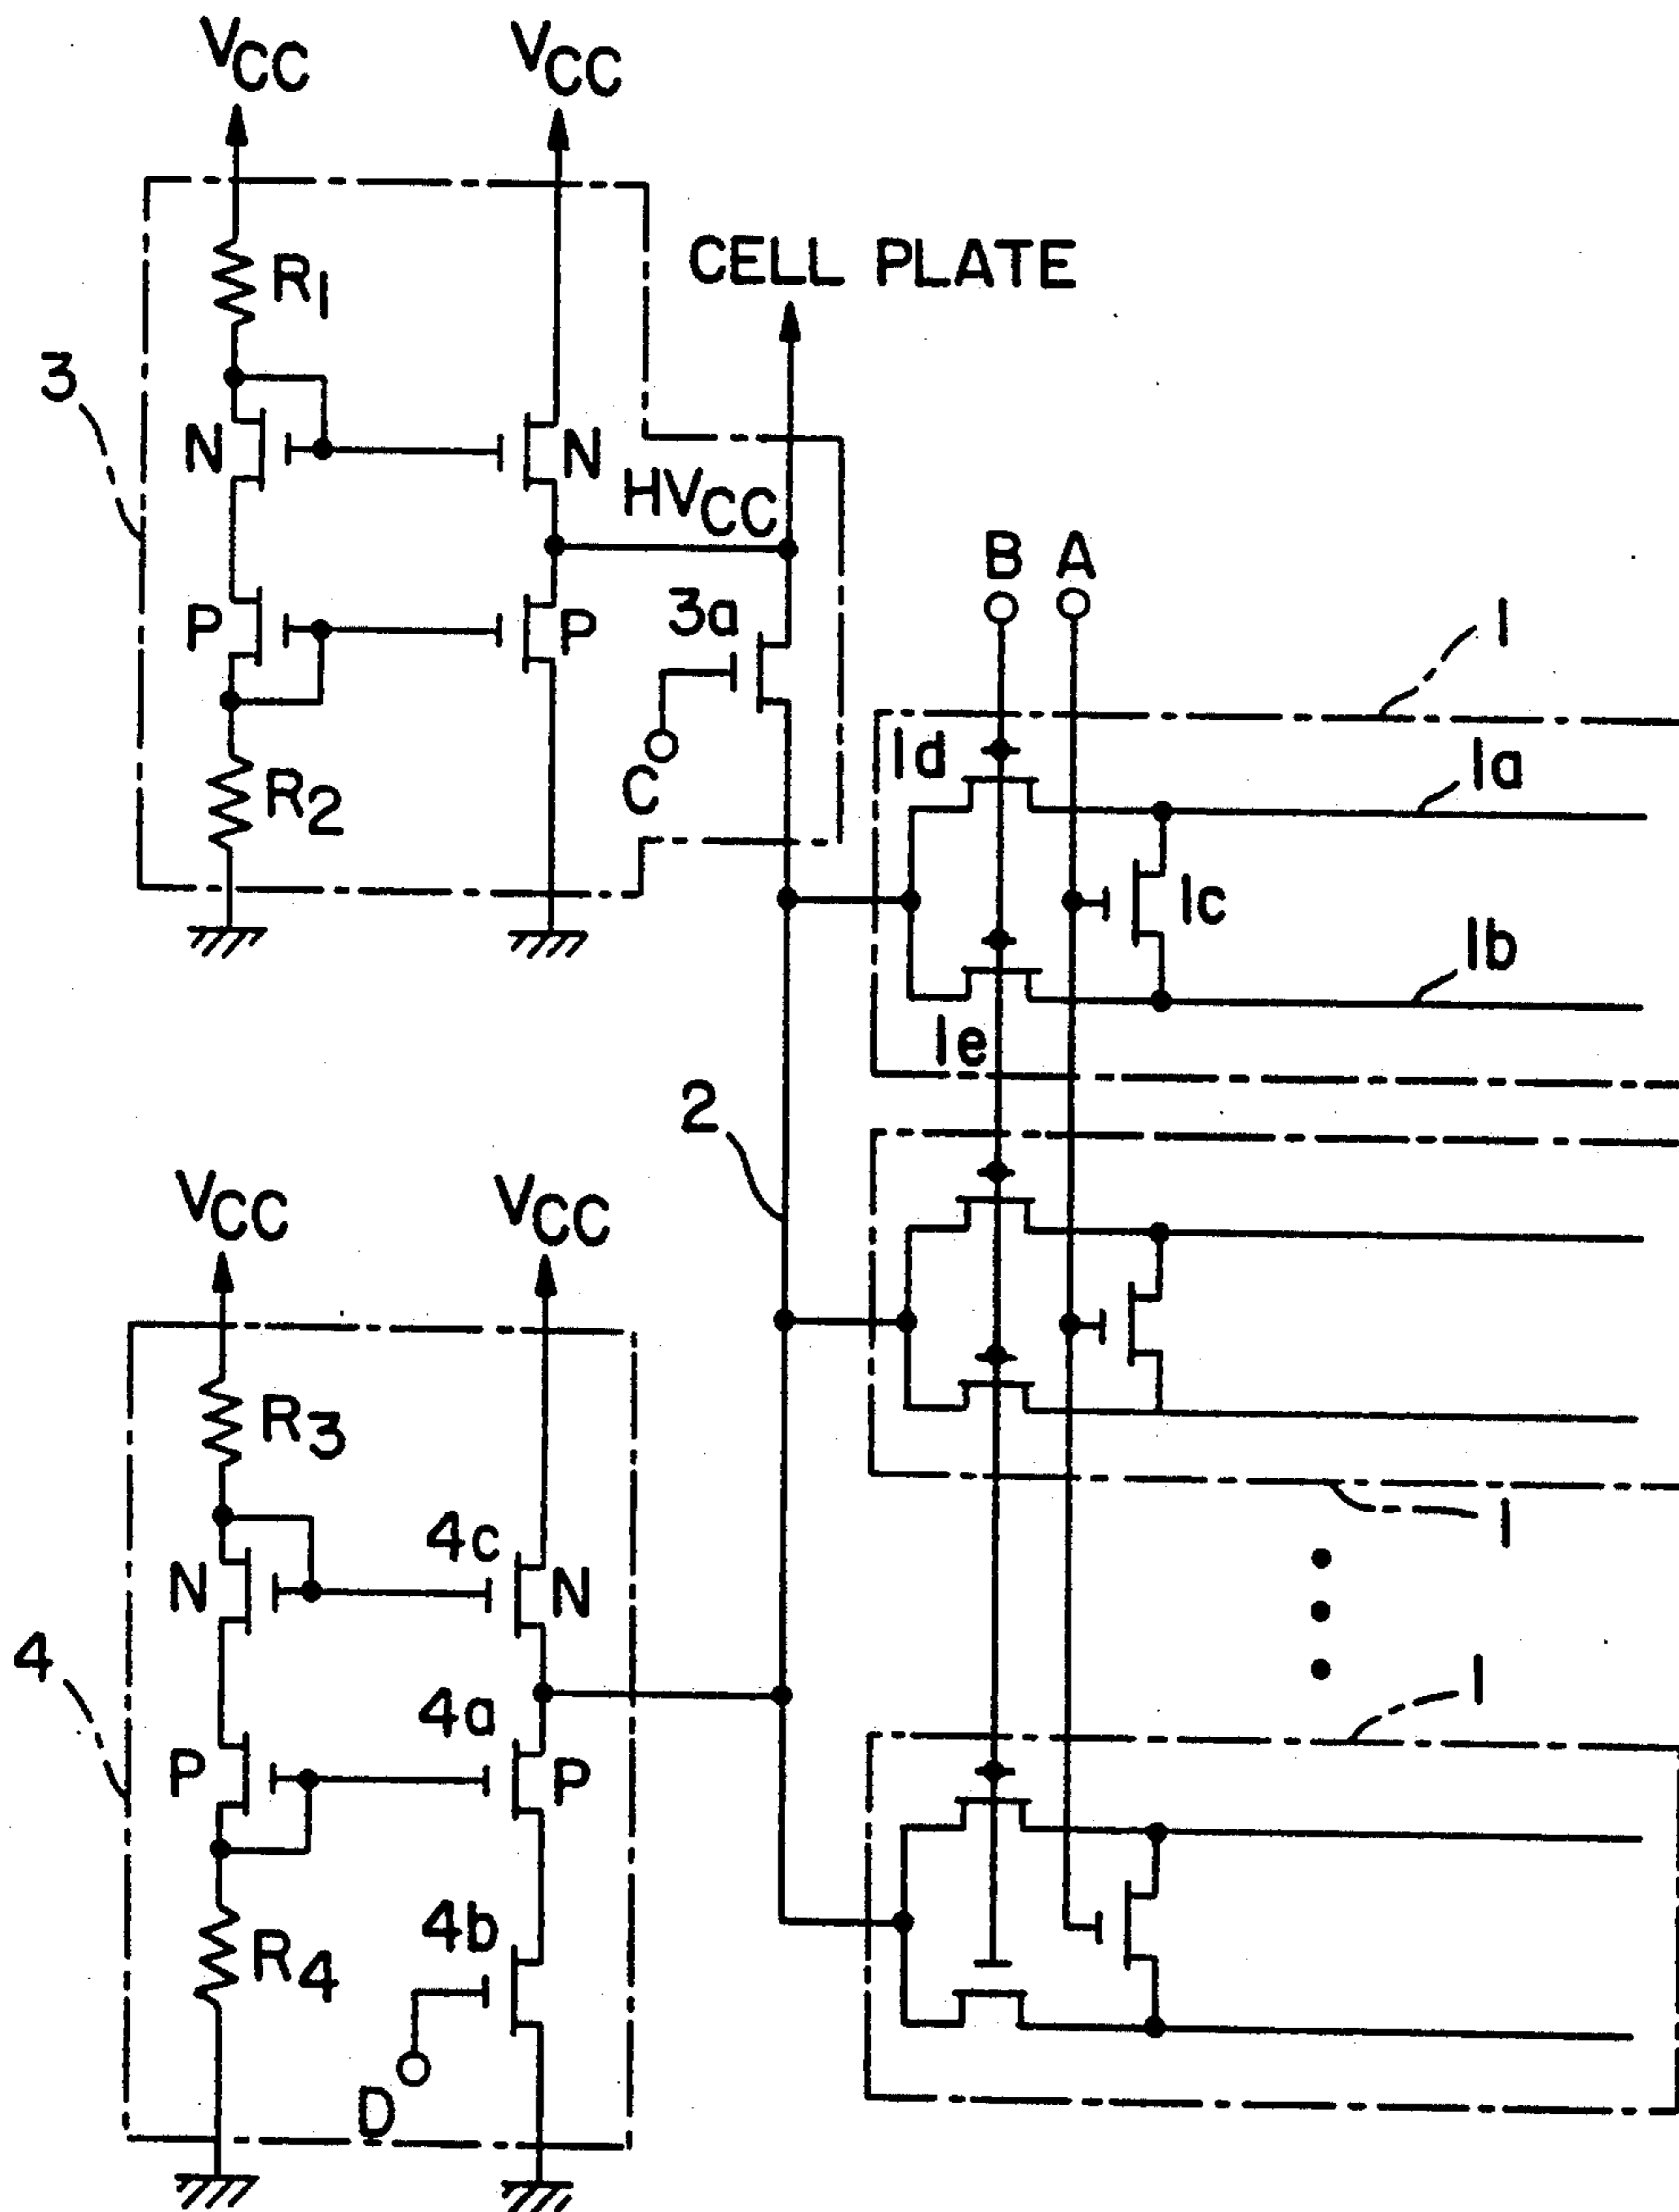 VCC VCC
CELL PLATE
R1
3
N N
HVCC
B A
P P 3a
1
1d
1a
R2 C
1c
1b
1e
2
VCC VCC
R3
1
4c
N N
4
4a
1
P P
4b
R4
D